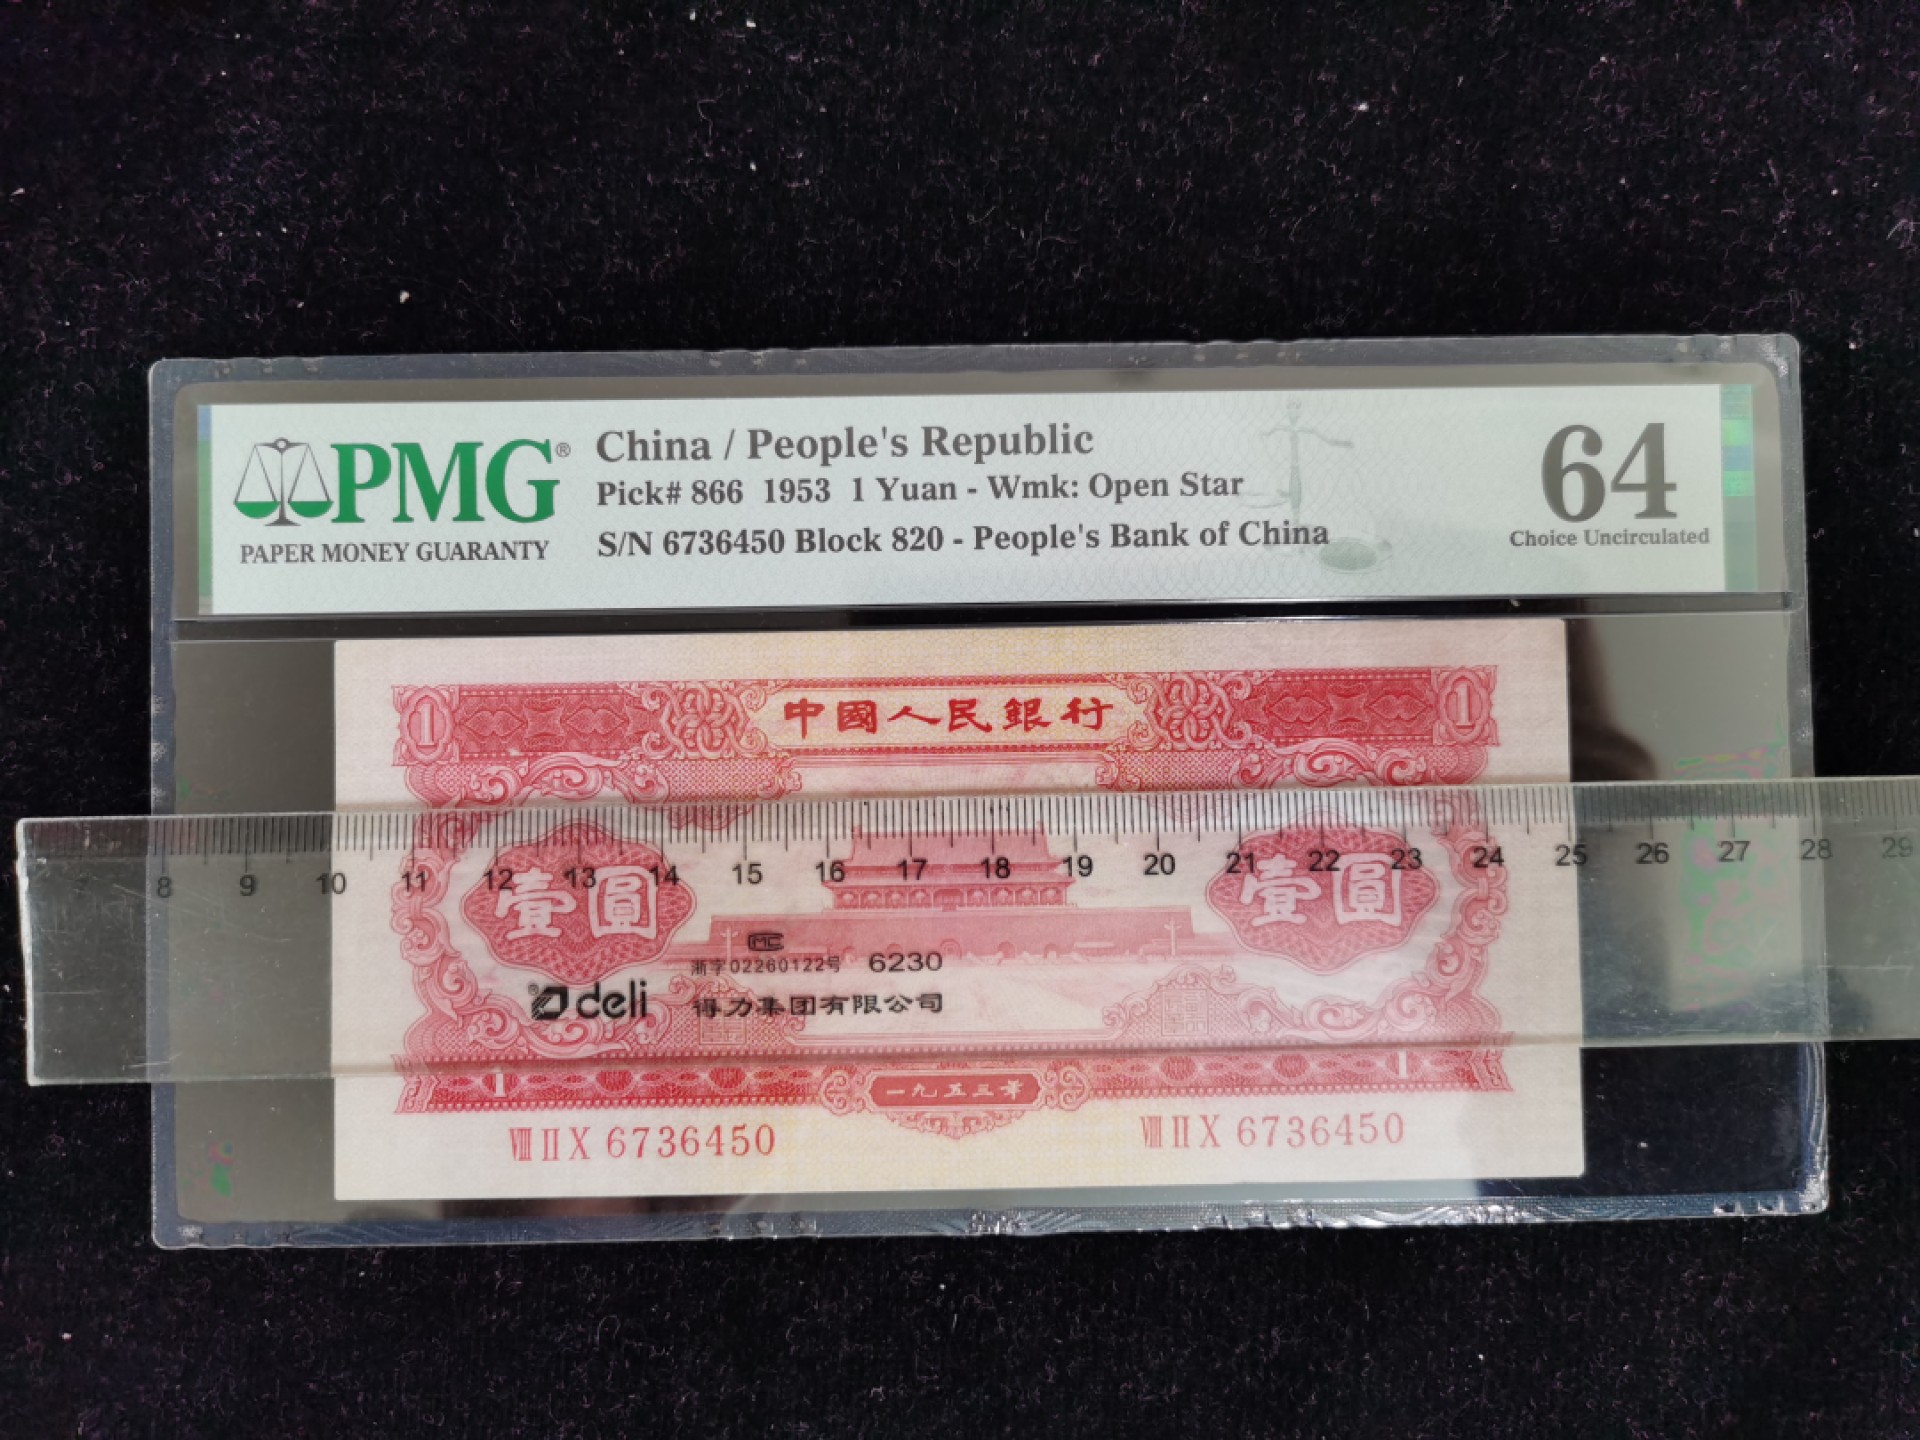 PMG®
PAPER MONEY GUARANTY
China / People's Republic
Pick# 866 1953 1 Yuan - Wmk: Open Star
S/N 6736450 Block 820 - People's Bank of China
64
Choice Uncirculated
1 中國人民銀行 1
8 9 10 11 12 13 14 15 16 17 18 19 20 21 22 23 24 25 26 27 28 29
壹圓 壹圓
CMC
浙字02260122号 6230
deli 得力集团有限公司
1 一九五三年 1
VIII II X 6736450 VIII II X 6736450